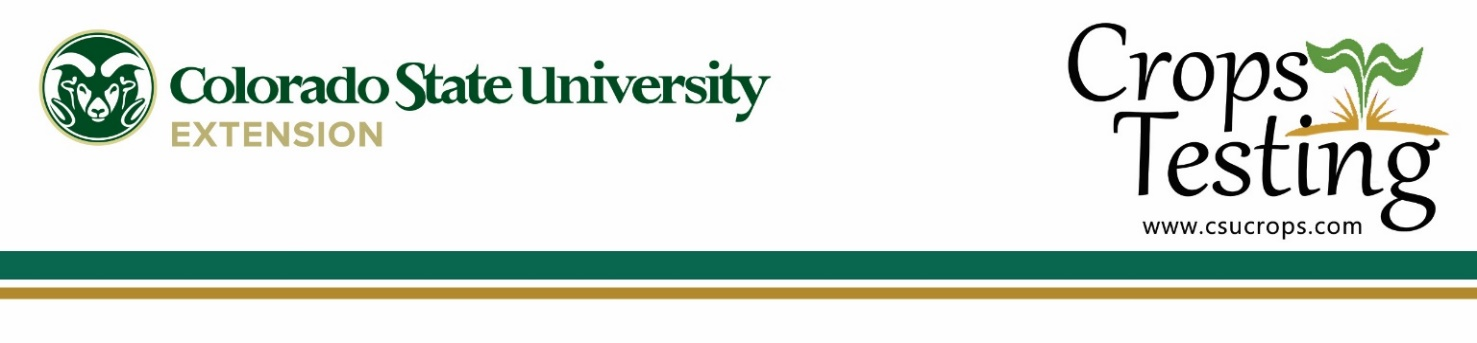 Colorado State University
EXTENSION
Crops
Testing
www.csucrops.com